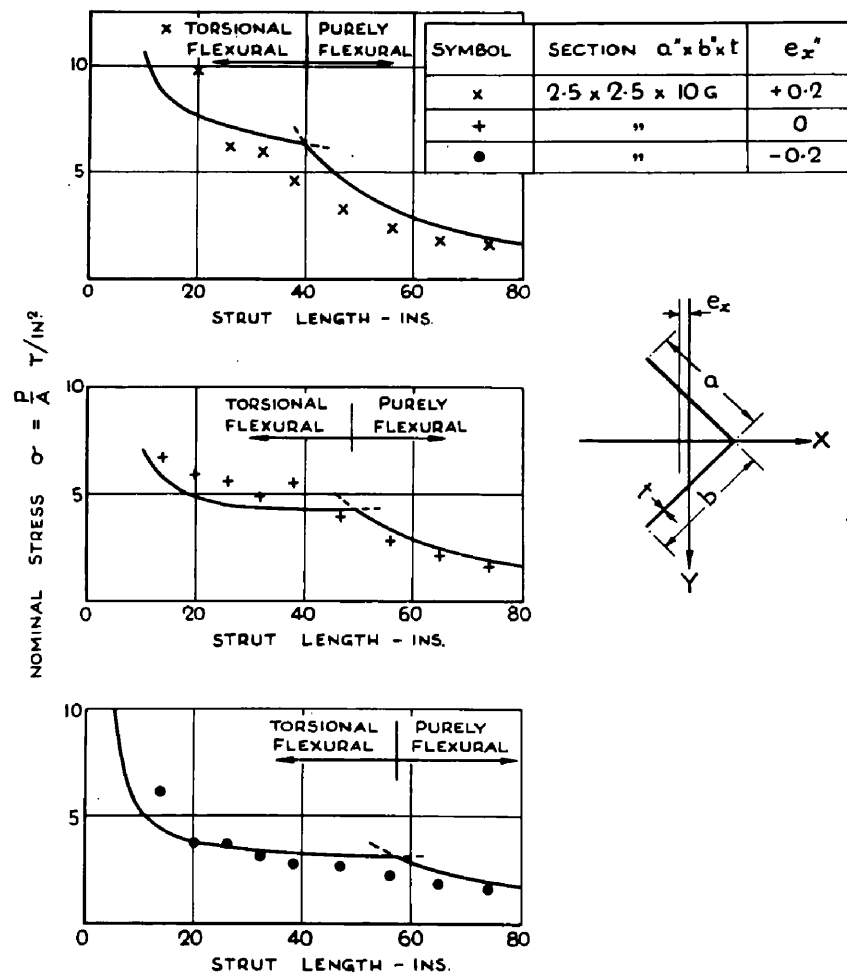 × TORSIONAL FLEXURAL
PURELY FLEXURAL
10
5
0 20 40 60 80
STRUT LENGTH - INS.
SYMBOL SECTION a" × b" × t e_x"
× 2·5 × 2·5 × 10 G +0·2
+ " 0
● " -0·2
e_x
a
X
b
t
Y
NOMINAL STRESS σ = P/A T/IN²
10
TORSIONAL FLEXURAL
PURELY FLEXURAL
5
0 20 40 60 80
STRUT LENGTH - INS.
10
TORSIONAL FLEXURAL
PURELY FLEXURAL
5
0 20 40 60 80
STRUT LENGTH - INS.